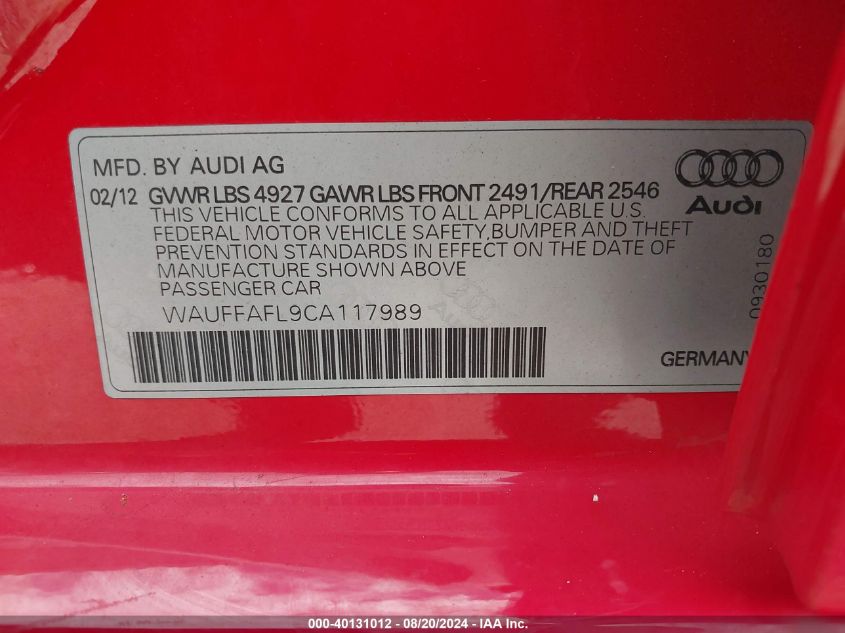 MFD. BY AUDI AG
02/12 GVWR LBS 4927 GAWR LBS FRONT 2491/REAR 2546
THIS VEHICLE CONFORMS TO ALL APPLICABLE U.S.
FEDERAL MOTOR VEHICLE SAFETY,BUMPER AND THEFT
PREVENTION STANDARDS IN EFFECT ON THE DATE OF
MANUFACTURE SHOWN ABOVE
PASSENGER CAR
WAUFFAFL9CA117989
Audi
0930180
GERMANY
000-40131012 - 08/20/2024 - IAA Inc.